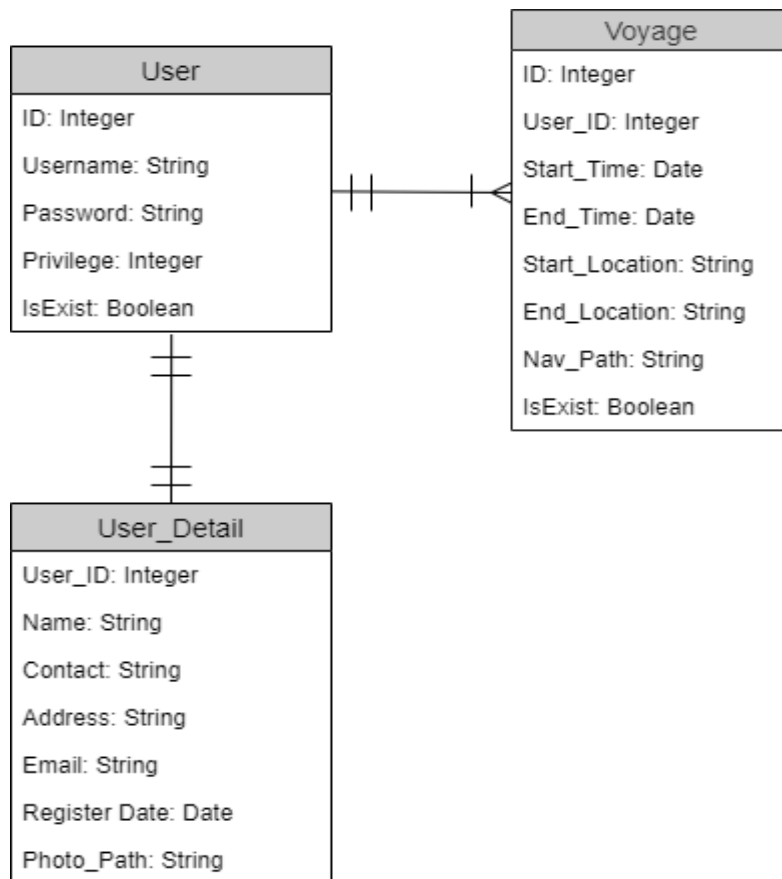 User
ID: Integer
Username: String
Password: String
Privilege: Integer
IsExist: Boolean
Voyage
ID: Integer
User_ID: Integer
Start_Time: Date
End_Time: Date
Start_Location: String
End_Location: String
Nav_Path: String
IsExist: Boolean
User_Detail
User_ID: Integer
Name: String
Contact: String
Address: String
Email: String
Register Date: Date
Photo_Path: String